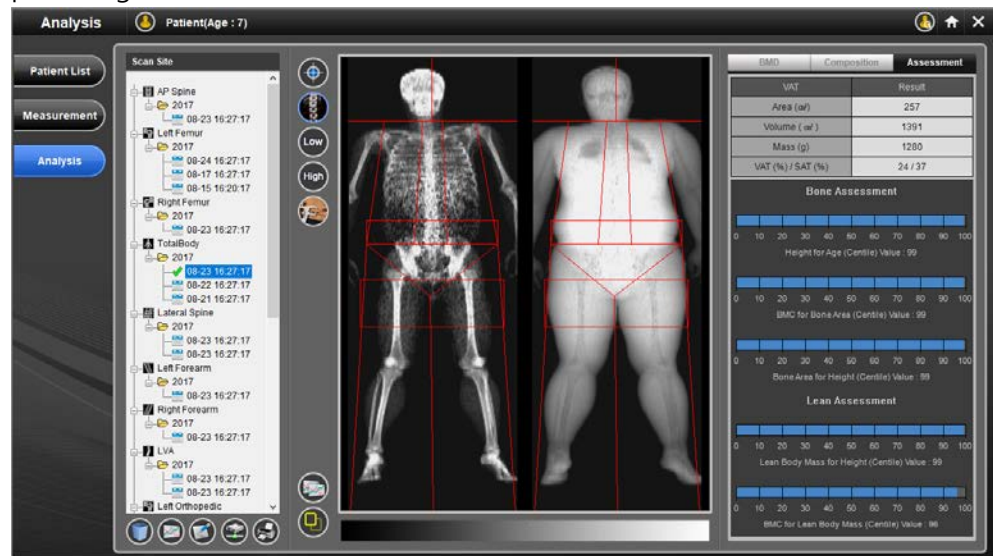 Analysis
Patient(Age : 7)
Patient List
Measurement
Analysis
Scan Site
AP Spine
2017
08-23 16:27:17
Left Femur
2017
08-24 16:27:17
08-17 16:27:17
08-15 16:20:17
Right Femur
2017
08-23 16:27:17
TotalBody
2017
08-23 16:27:17
08-22 16:27:17
08-21 16:27:17
Lateral Spine
2017
08-23 16:27:17
08-23 16:27:17
Left Forearm
2017
08-23 16:27:17
Right Forearm
2017
08-23 16:27:17
LVA
2017
08-23 16:27:17
08-23 16:27:17
Left Orthopedic
Low
High
BMD Composition Assessment
VAT Result
Area (㎠) 257
Volume ( ㎤ ) 1391
Mass (g) 1280
VAT (%) / SAT (%) 24 / 37
Bone Assessment
0 10 20 30 40 50 60 70 80 90 100
Height for Age (Centile) Value : 99
0 10 20 30 40 50 60 70 80 90 100
BMC for Bone Area (Centile) Value : 99
0 10 20 30 40 50 60 70 80 90 100
Bone Area for Height (Centile) Value : 99
Lean Assessment
0 10 20 30 40 50 60 70 80 90 100
Lean Body Mass for Height (Centile) Value : 99
0 10 20 30 40 50 60 70 80 90 100
BMC for Lean Body Mass (Centile) Value : 96